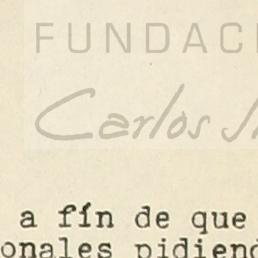 FUNDAC
Carlos
a fín de que
onales pidiend